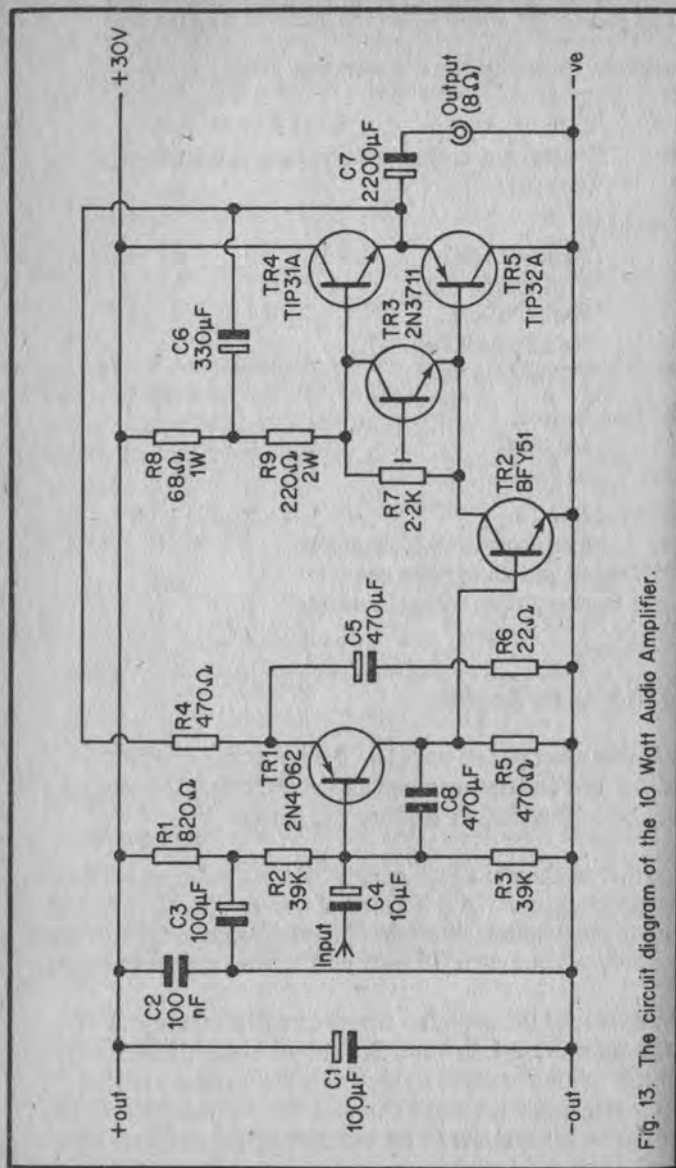 +30V
-ve
+out
-out
C2
100
nF
C1
100µF
R1
820Ω
C3
100µF
R2
39K
Input
C4
10µF
R3
39K
R4
470Ω
TR1
2N4062
C8
470µF
R5
470Ω
C5
470µF
R6
22Ω
R8
68Ω
1W
R9
220Ω
2W
C6
330µF
R7
2·2K
TR2
BFY51
TR4
TIP31A
TR3
2N3711
TR5
TIP32A
C7
2200µF
Output
(8Ω)
Fig. 13. The circuit diagram of the 10 Watt Audio Amplifier.